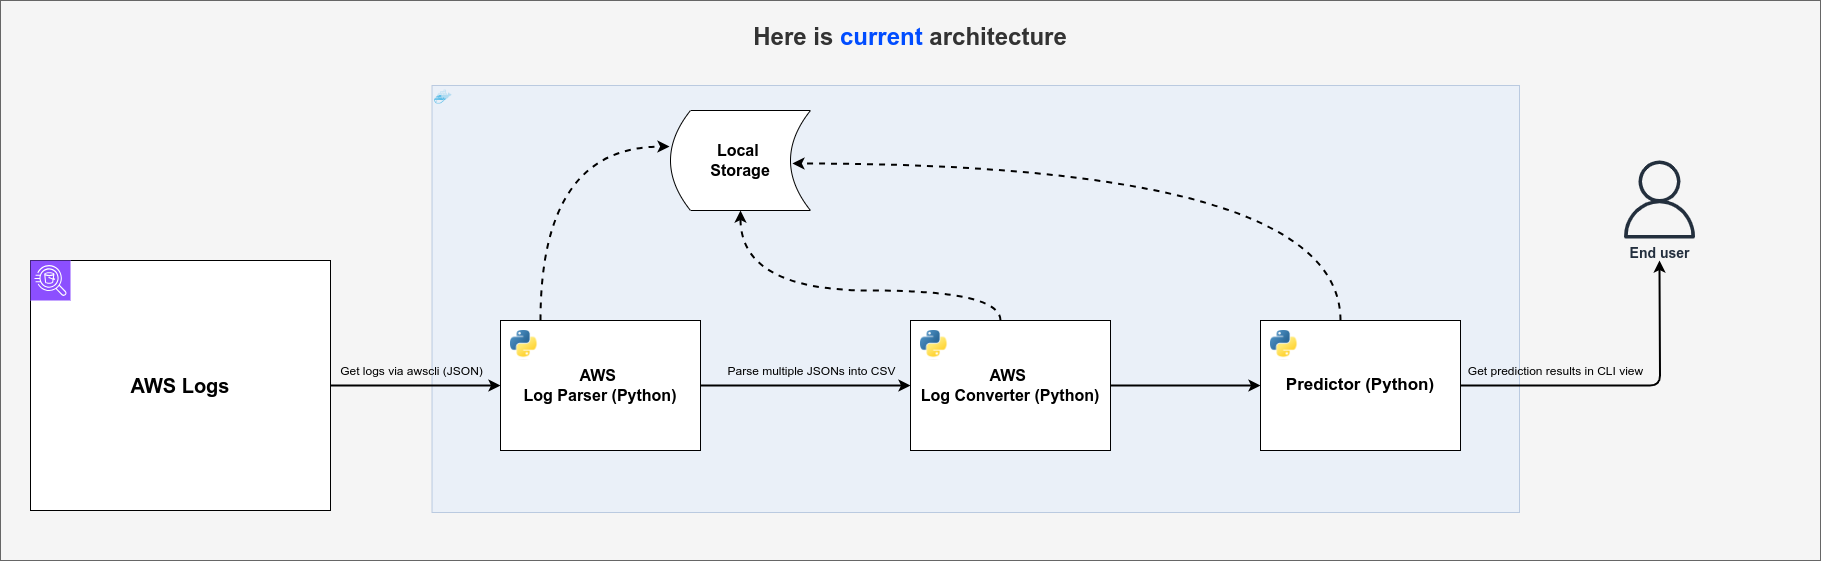 Here is current architecture
Local
Storage
End user
AWS Logs
Get logs via awscli (JSON)
AWS
Log Parser (Python)
Parse multiple JSONs into CSV
AWS
Log Converter (Python)
Predictor (Python)
Get prediction results in CLI view